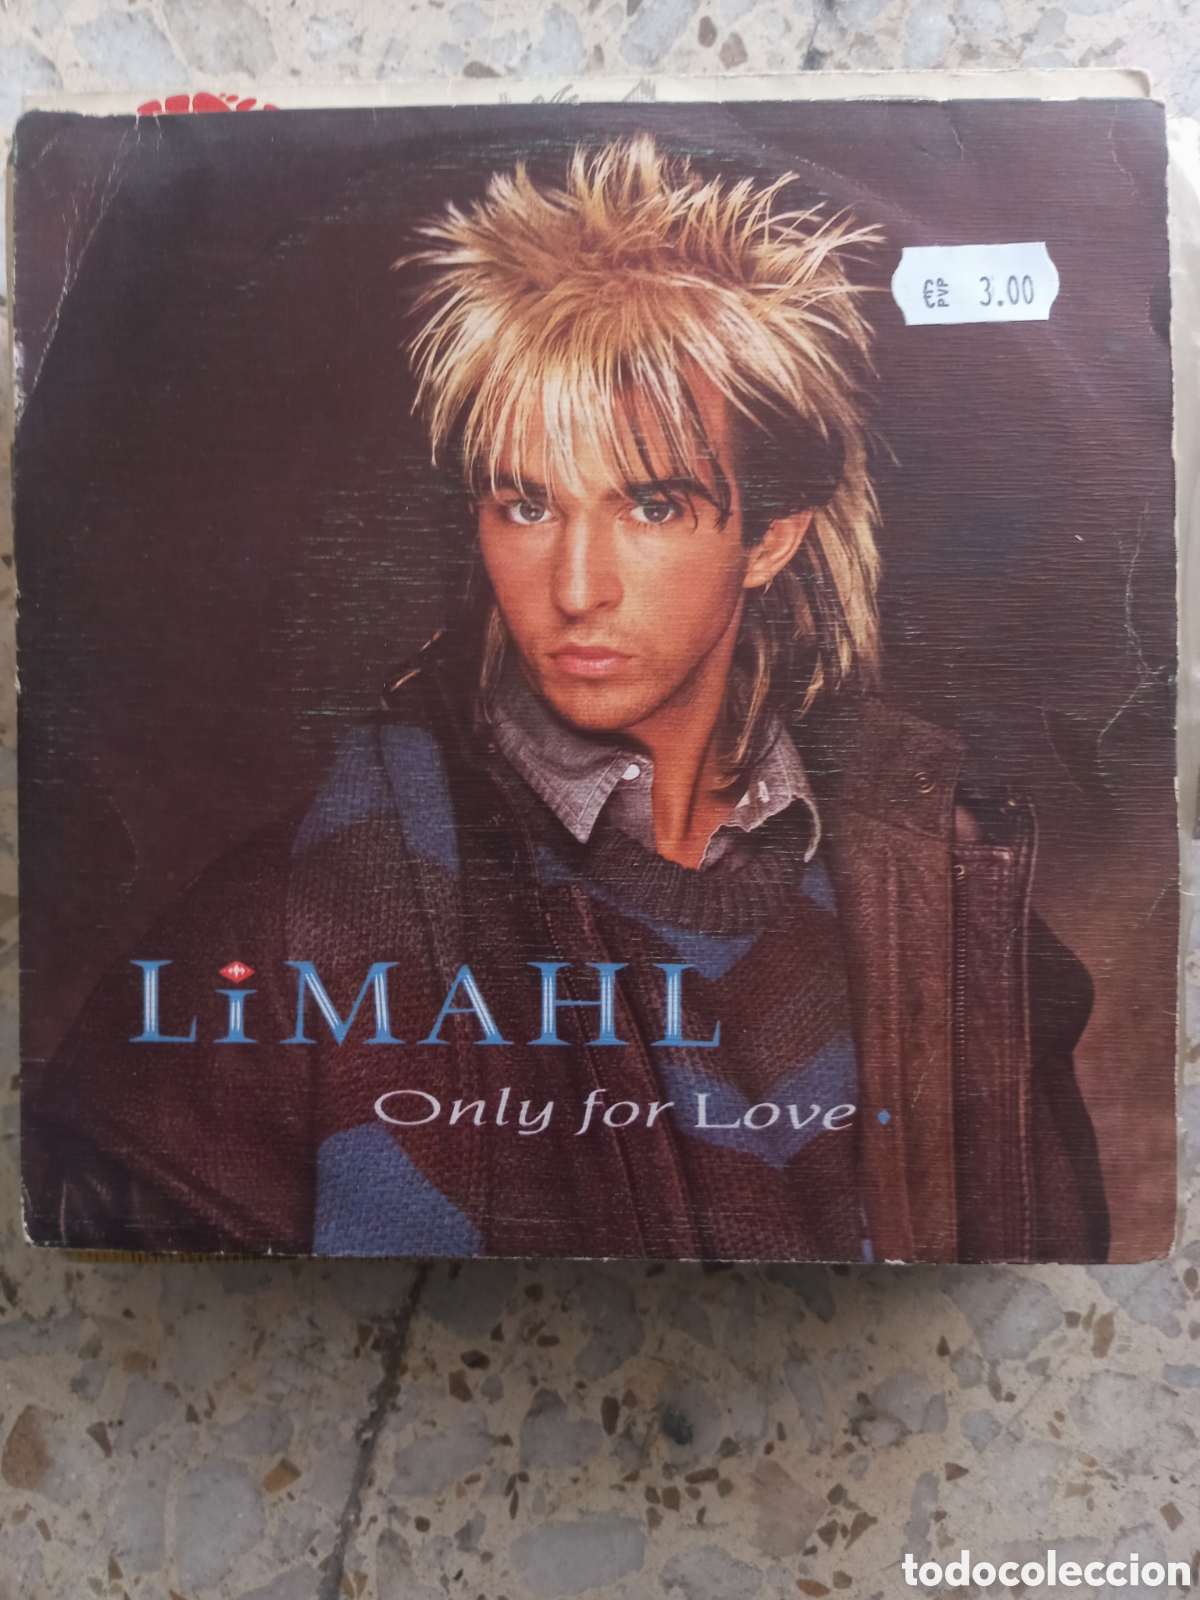 € PVP 3.00
LiMAHL
Only for Love
todocoleccion